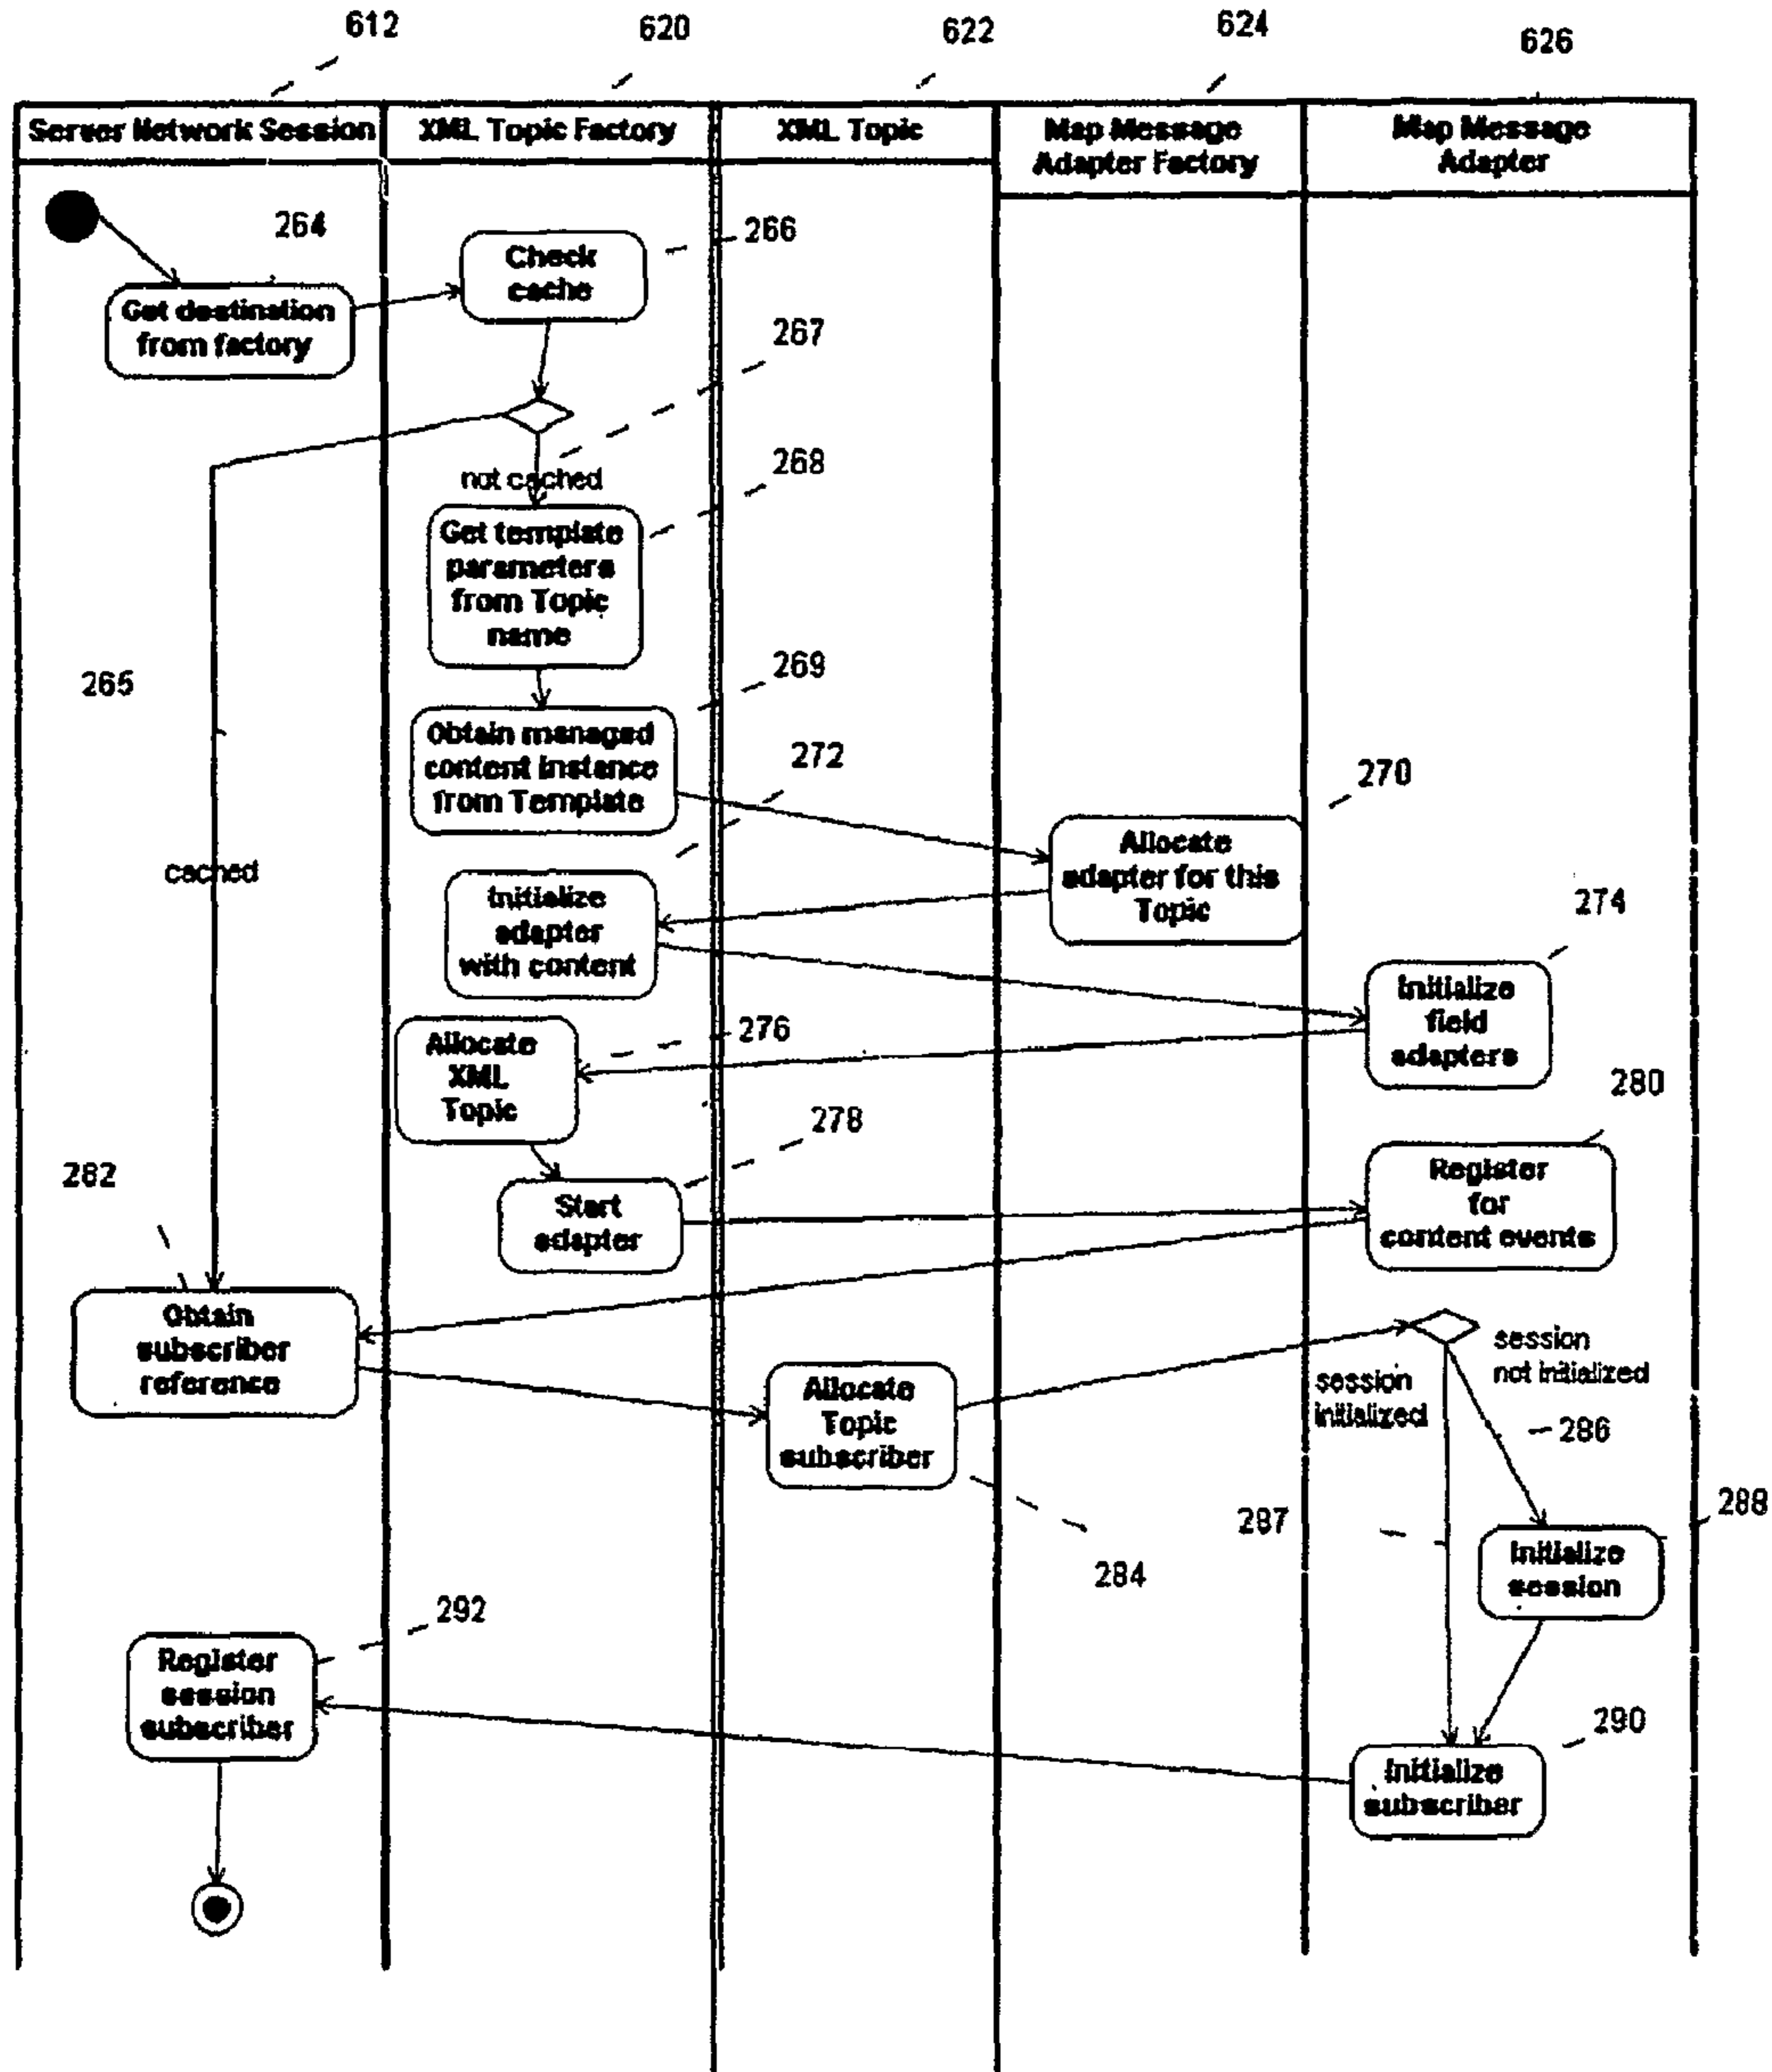 612
620
622
624
626
Server Network Session
XML Topic Factory
XML Topic
Map Message
Adapter Factory
Map Message
Adapter
264
266
Check
cache
Get destination
from factory
267
not cached
268
Get template
parameters
from Topic
name
265
269
Obtain managed
content instance
from Template
272
270
Allocate
adapter for this
Topic
cached
Initialize
adapter
with content
274
Initialize
field
adapters
276
Allocate
XML
Topic
280
278
282
Register
for
content events
Start
adapter
Obtain
subscriber
reference
session
not initialized
session
initialized
Allocate
Topic
subscriber
286
287
288
Initialize
session
284
292
Register
session
subscriber
290
Initialize
subscriber